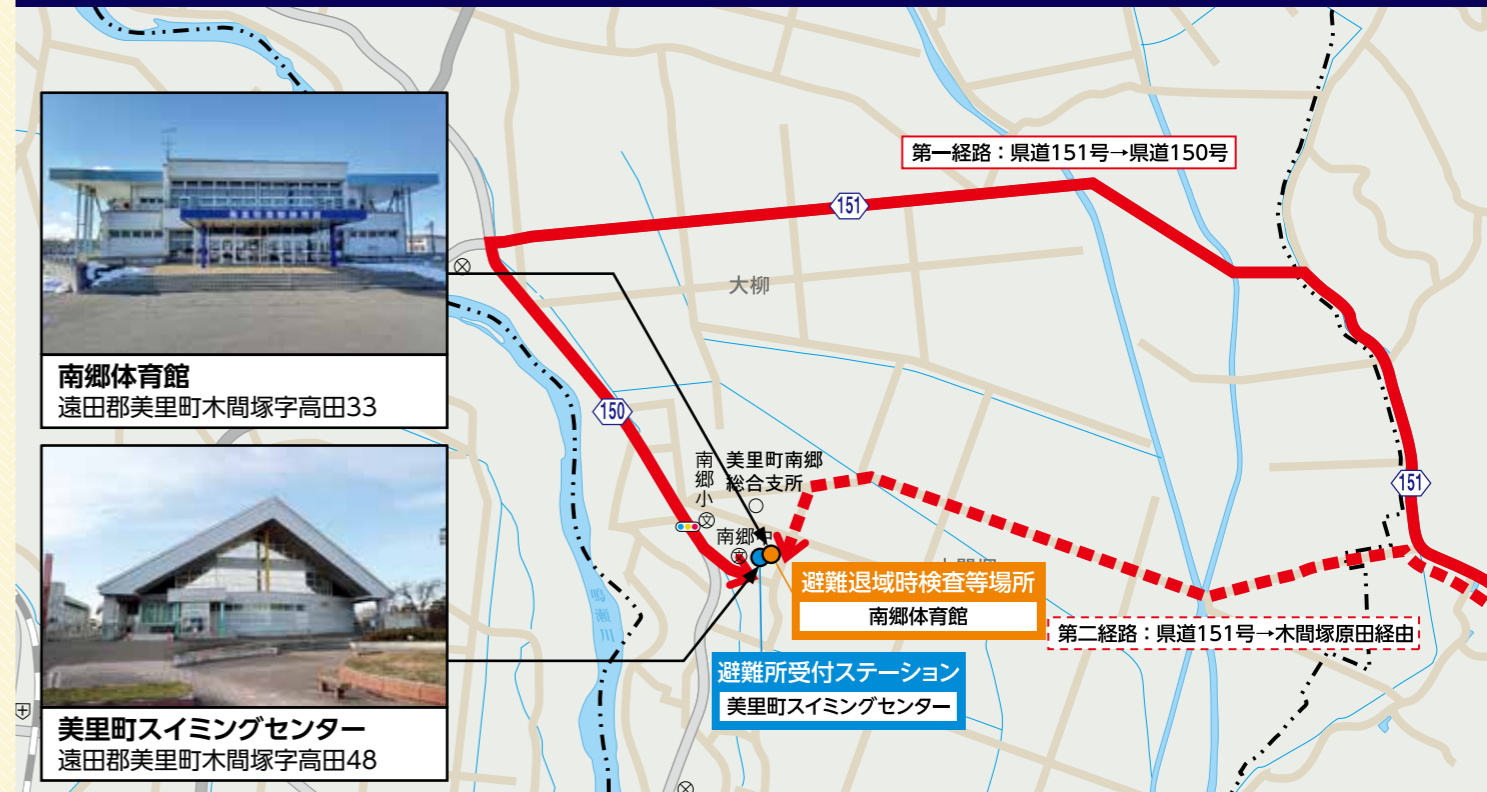 第一経路：県道151号→県道150号
151
大柳
南郷体育館
遠田郡美里町木間塚字高田33
150
南郷小
美里町南郷
総合支所
151
南郷中
鳴瀬川
避難退域時検査等場所
南郷体育館
第二経路：県道151号→木間塚原田経由
避難所受付ステーション
美里町スイミングセンター
美里町スイミングセンター
遠田郡美里町木間塚字高田48